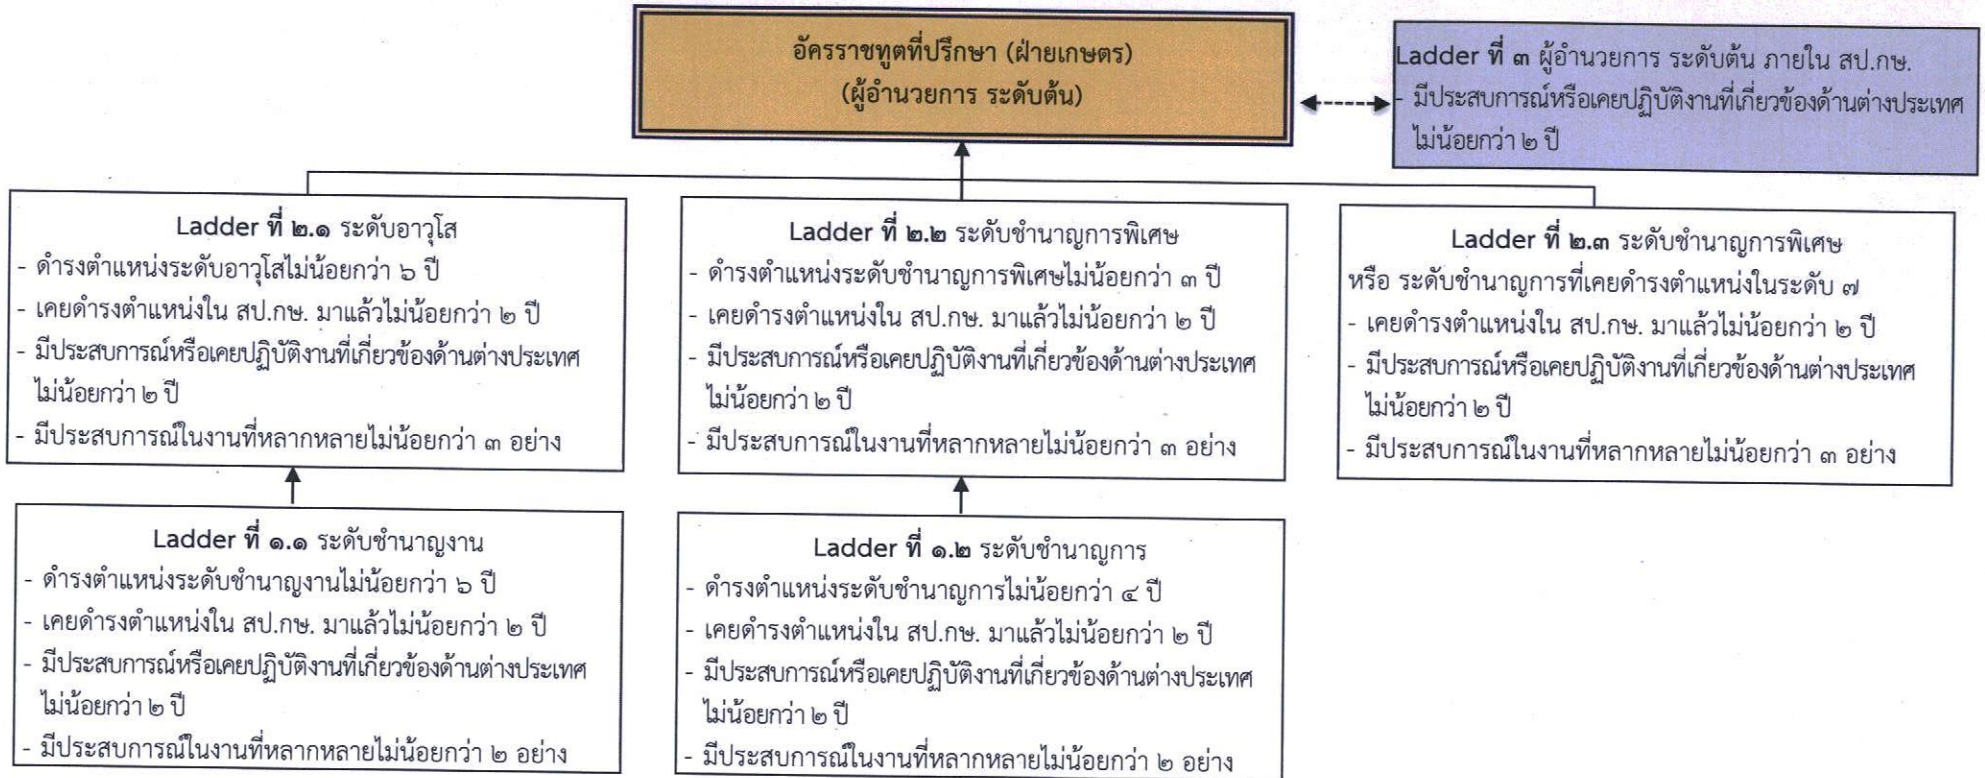 อัครราชทูตที่ปรึกษา (ฝ่ายเกษตร)
(ผู้อำนวยการ ระดับต้น)
Ladder ที่ ๓ ผู้อำนวยการ ระดับต้น ภายใน สป.กษ.
- มีประสบการณ์หรือเคยปฏิบัติงานที่เกี่ยวข้องด้านต่างประเทศ
ไม่น้อยกว่า ๒ ปี
Ladder ที่ ๒.๑ ระดับอาวุโส
- ดำรงตำแหน่งระดับอาวุโสไม่น้อยกว่า ๖ ปี
- เคยดำรงตำแหน่งใน สป.กษ. มาแล้วไม่น้อยกว่า ๒ ปี
- มีประสบการณ์หรือเคยปฏิบัติงานที่เกี่ยวข้องด้านต่างประเทศ
ไม่น้อยกว่า ๒ ปี
- มีประสบการณ์ในงานที่หลากหลายไม่น้อยกว่า ๓ อย่าง
Ladder ที่ ๒.๒ ระดับชำนาญการพิเศษ
- ดำรงตำแหน่งระดับชำนาญการพิเศษไม่น้อยกว่า ๓ ปี
- เคยดำรงตำแหน่งใน สป.กษ. มาแล้วไม่น้อยกว่า ๒ ปี
- มีประสบการณ์หรือเคยปฏิบัติงานที่เกี่ยวข้องด้านต่างประเทศ
ไม่น้อยกว่า ๒ ปี
- มีประสบการณ์ในงานที่หลากหลายไม่น้อยกว่า ๓ อย่าง
Ladder ที่ ๒.๓ ระดับชำนาญการพิเศษ
หรือ ระดับชำนาญการที่เคยดำรงตำแหน่งในระดับ ๗
- เคยดำรงตำแหน่งใน สป.กษ. มาแล้วไม่น้อยกว่า ๒ ปี
- มีประสบการณ์หรือเคยปฏิบัติงานที่เกี่ยวข้องด้านต่างประเทศ
ไม่น้อยกว่า ๒ ปี
- มีประสบการณ์ในงานที่หลากหลายไม่น้อยกว่า ๓ อย่าง
Ladder ที่ ๑.๑ ระดับชำนาญงาน
- ดำรงตำแหน่งระดับชำนาญงานไม่น้อยกว่า ๖ ปี
- เคยดำรงตำแหน่งใน สป.กษ. มาแล้วไม่น้อยกว่า ๒ ปี
- มีประสบการณ์หรือเคยปฏิบัติงานที่เกี่ยวข้องด้านต่างประเทศ
ไม่น้อยกว่า ๒ ปี
- มีประสบการณ์ในงานที่หลากหลายไม่น้อยกว่า ๒ อย่าง
Ladder ที่ ๑.๒ ระดับชำนาญการ
- ดำรงตำแหน่งระดับชำนาญการไม่น้อยกว่า ๔ ปี
- เคยดำรงตำแหน่งใน สป.กษ. มาแล้วไม่น้อยกว่า ๒ ปี
- มีประสบการณ์หรือเคยปฏิบัติงานที่เกี่ยวข้องด้านต่างประเทศ
ไม่น้อยกว่า ๒ ปี
- มีประสบการณ์ในงานที่หลากหลายไม่น้อยกว่า ๒ อย่าง